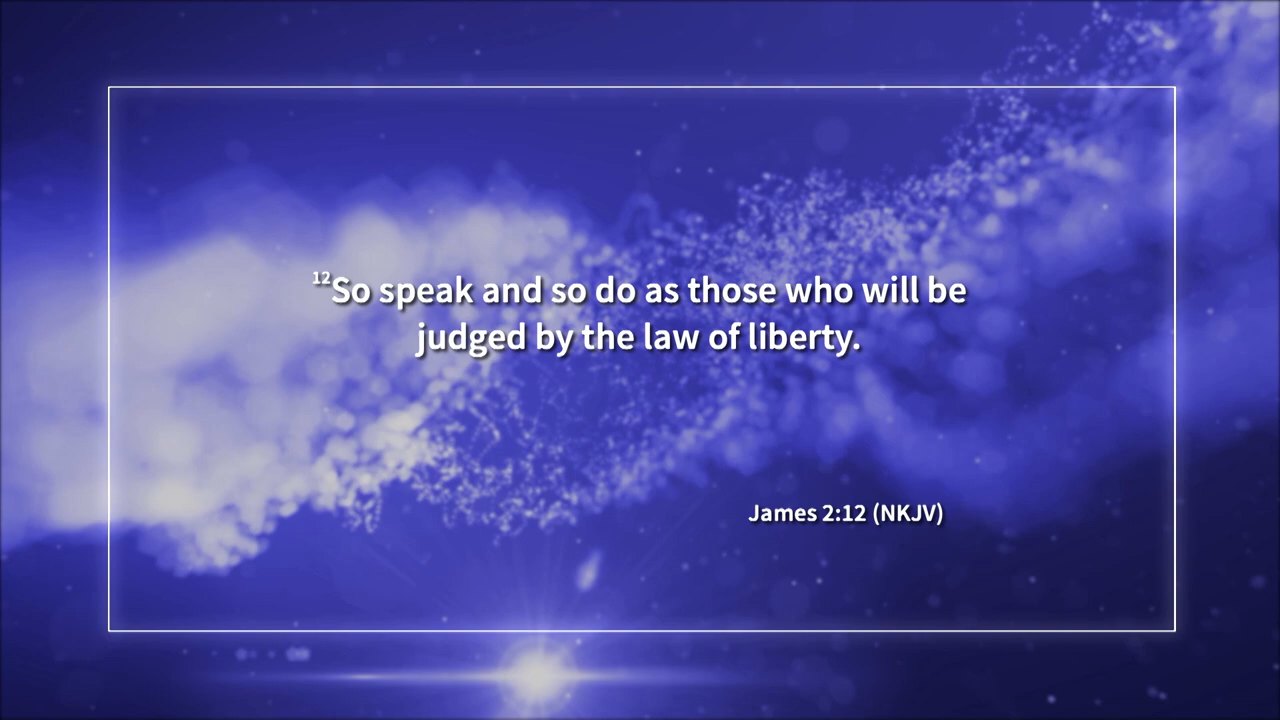 12So speak and so do as those who will be
judged by the law of liberty.
James 2:12 (NKJV)